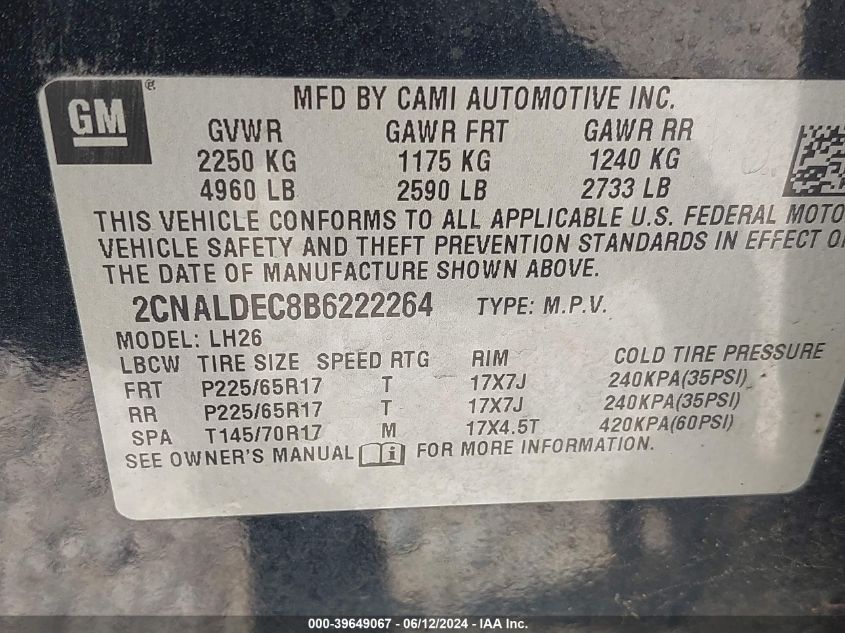 GM ®
MFD BY CAMI AUTOMOTIVE INC.
GVWR GAWR FRT GAWR RR
2250 KG 1175 KG 1240 KG
4960 LB 2590 LB 2733 LB
THIS VEHICLE CONFORMS TO ALL APPLICABLE U.S. FEDERAL MOTO
VEHICLE SAFETY AND THEFT PREVENTION STANDARDS IN EFFECT O
THE DATE OF MANUFACTURE SHOWN ABOVE.
2CNALDEC8B6222264 TYPE: M.P.V.
MODEL: LH26
LBCW TIRE SIZE SPEED RTG RIM COLD TIRE PRESSURE
FRT P225/65R17 T 17X7J 240KPA(35PSI)
RR P225/65R17 T 17X7J 240KPA(35PSI)
SPA T145/70R17 M 17X4.5T 420KPA(60PSI)
SEE OWNER'S MANUAL i FOR MORE INFORMATION.
000-39649067 - 06/12/2024 - IAA Inc.